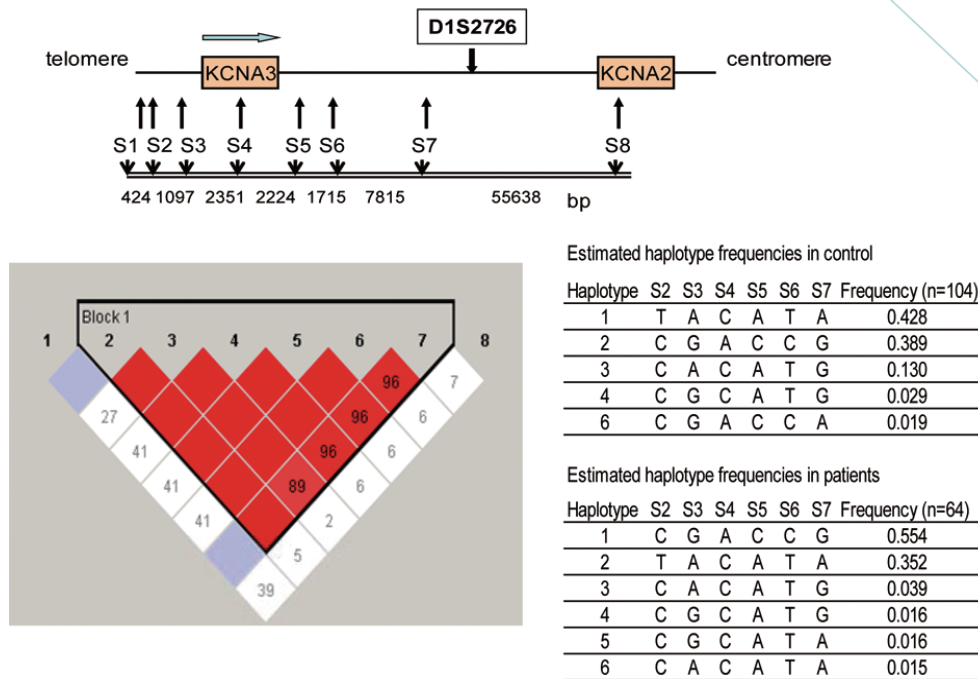 D1S2726
telomere KCNA3 KCNA2 centromere
S1 S2 S3 S4 S5 S6 S7 S8
424 1097 2351 2224 1715 7815 55638 bp
Block 1
1 2 3 4 5 6 7 8
96 7
27 96 6
41 96 6
41 89 6
41 2
5
39
Estimated haplotype frequencies in control
Haplotype S2 S3 S4 S5 S6 S7 Frequency (n=104)
1 T A C A T A 0.428
2 C G A C C G 0.389
3 C A C A T G 0.130
4 C G C A T G 0.029
6 C G A C C A 0.019
Estimated haplotype frequencies in patients
Haplotype S2 S3 S4 S5 S6 S7 Frequency (n=64)
1 C G A C C G 0.554
2 T A C A T A 0.352
3 C A C A T G 0.039
4 C G C A T G 0.016
5 C G C A T A 0.016
6 C A C A T A 0.015